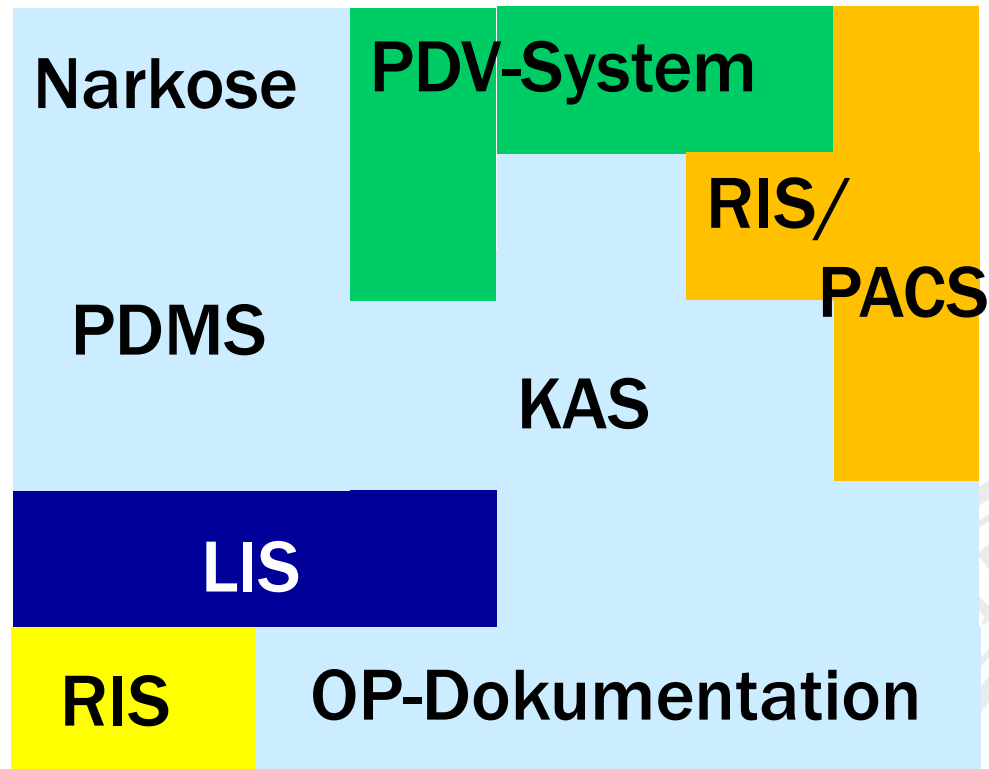 Narkose
PDV-System
RIS/
PACS
PDMS
KAS
LIS
RIS
OP-Dokumentation